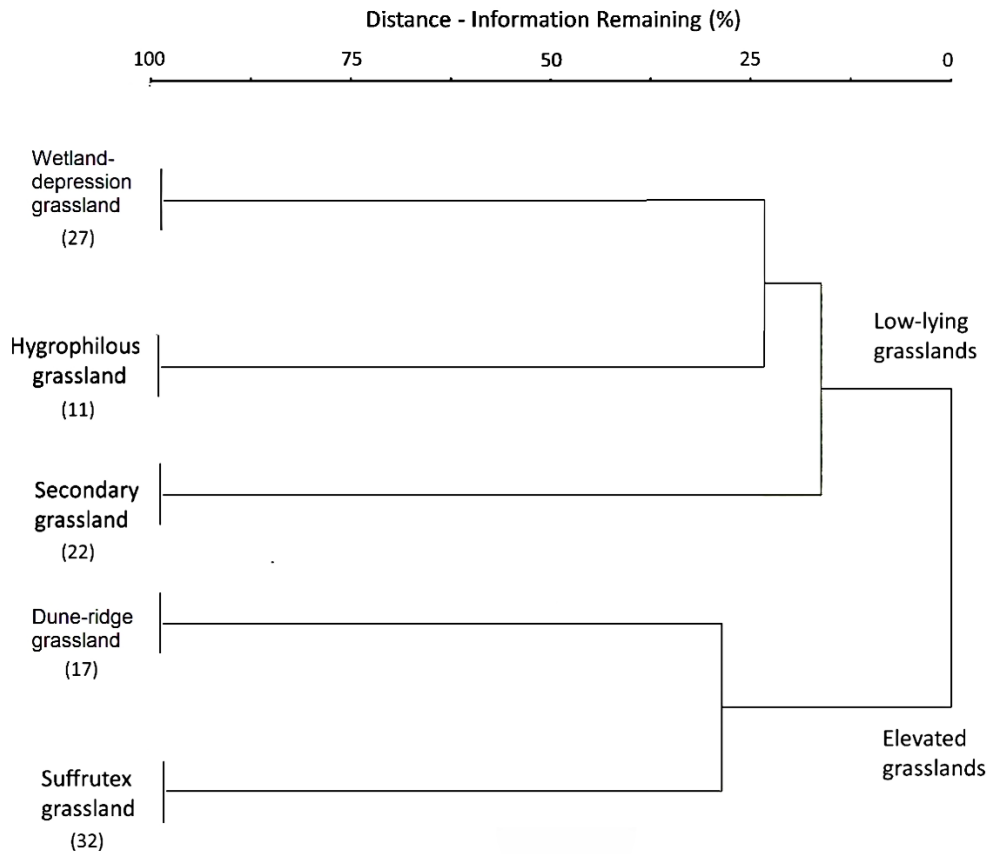 Distance - Information Remaining (%)
100 75 50 25 0
Wetland-
depression
grassland
(27)
Hygrophilous
grassland
(11)
Low-lying
grasslands
Secondary
grassland
(22)
Dune-ridge
grassland
(17)
Elevated
grasslands
Suffrutex
grassland
(32)